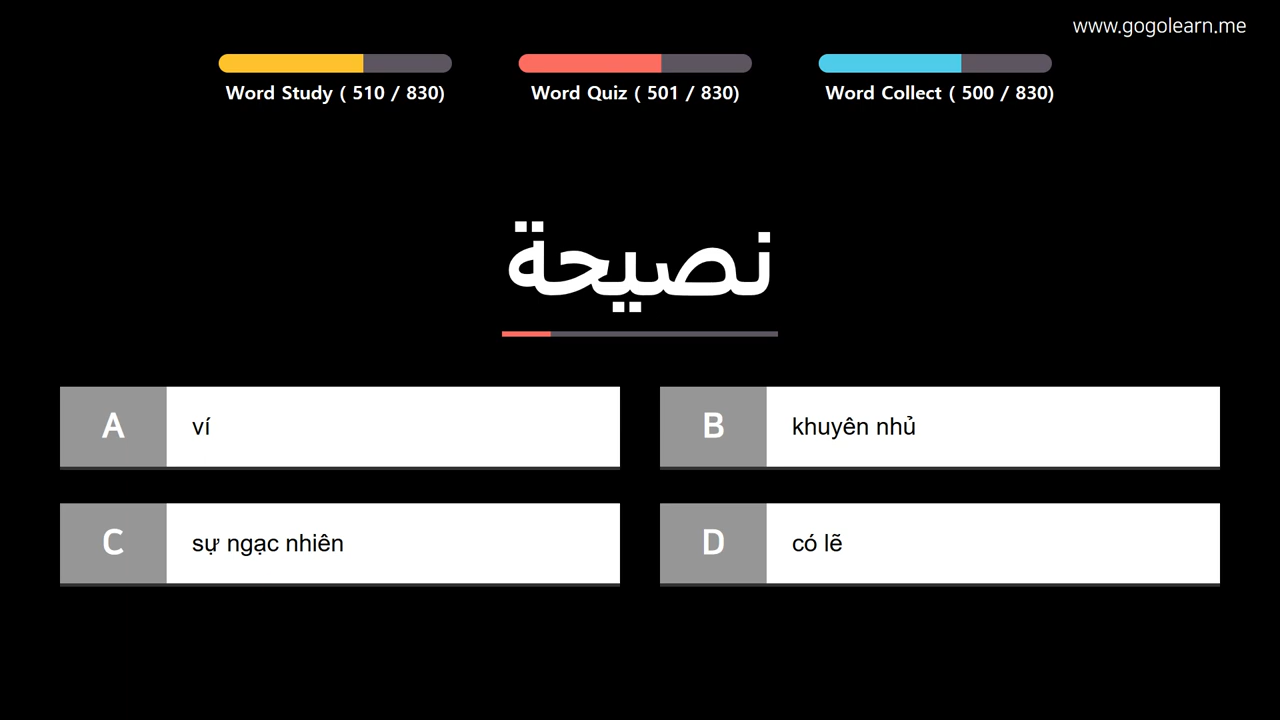 www.gogolearn.me
Word Study ( 510 / 830)
Word Quiz ( 501 / 830)
Word Collect ( 500 / 830)
نصيحة
A
ví
B
khuyên nhủ
C
sự ngạc nhiên
D
có lẽ